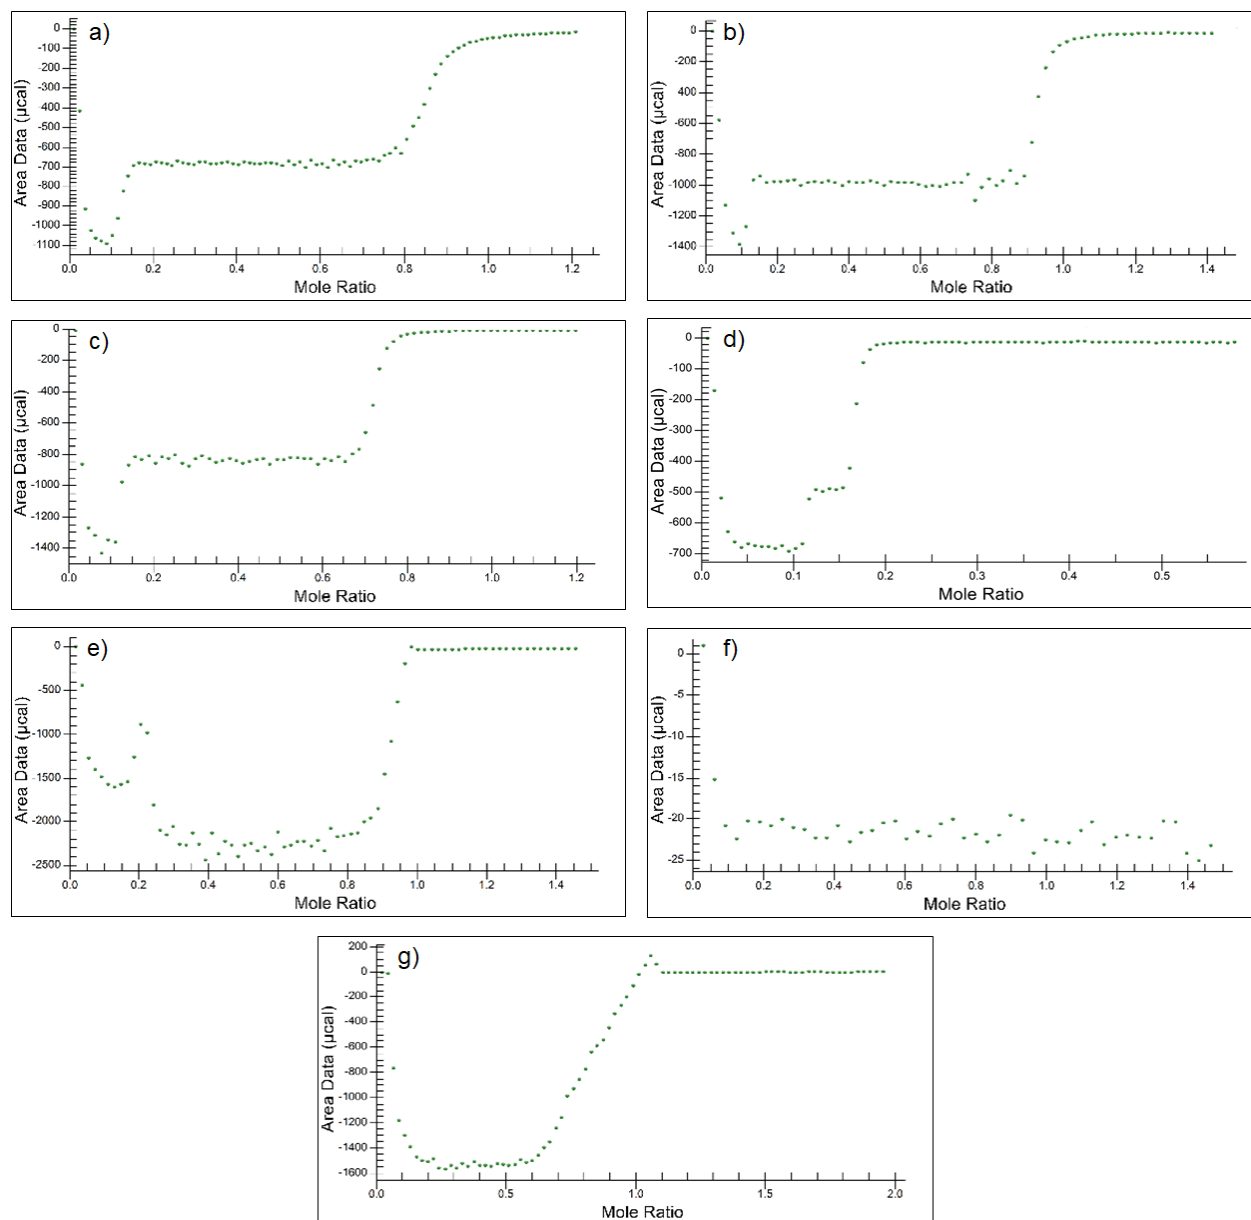 a)
Area Data (µcal)
0
-100
-200
-300
-400
-500
-600
-700
-800
-900
-1000
-1100
0.0 0.2 0.4 0.6 0.8 1.0 1.2
Mole Ratio
b)
Area Data (µcal)
0
-200
-400
-600
-800
-1000
-1200
-1400
0.0 0.2 0.4 0.6 0.8 1.0 1.2 1.4
Mole Ratio
c)
Area Data (µcal)
0
-200
-400
-600
-800
-1000
-1200
-1400
0.0 0.2 0.4 0.6 0.8 1.0 1.2
Mole Ratio
d)
Area Data (µcal)
0
-100
-200
-300
-400
-500
-600
-700
0.0 0.1 0.2 0.3 0.4 0.5
Mole Ratio
e)
Area Data (µcal)
0
-500
-1000
-1500
-2000
-2500
0.0 0.2 0.4 0.6 0.8 1.0 1.2 1.4
Mole Ratio
f)
Area Data (µcal)
0
-5
-10
-15
-20
-25
0.0 0.2 0.4 0.6 0.8 1.0 1.2 1.4
Mole Ratio
g)
Area Data (µcal)
200
0
-200
-400
-600
-800
-1000
-1200
-1400
-1600
0.0 0.5 1.0 1.5 2.0
Mole Ratio